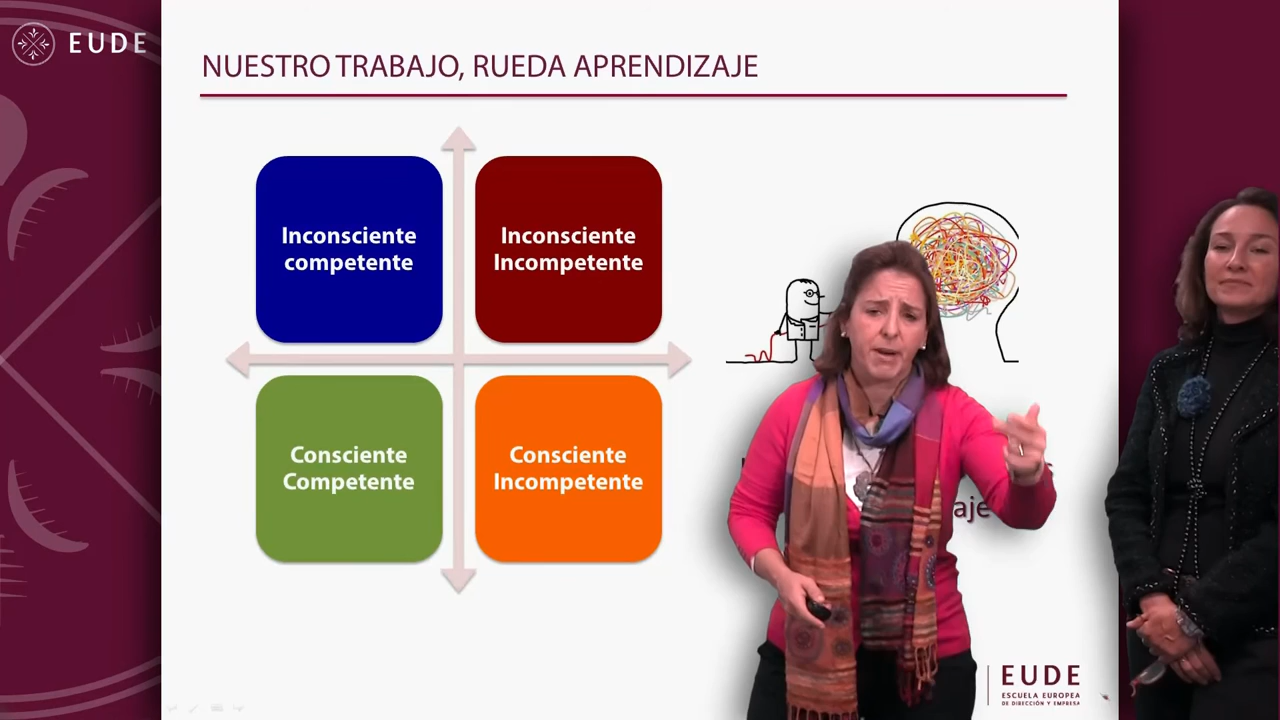 EUDE
NUESTRO TRABAJO, RUEDA APRENDIZAJE
Inconsciente
competente
Inconsciente
Incompetente
Consciente
Competente
Consciente
Incompetente
aje
EUDE
ESCUELA EUROPEA
DE DIRECCIÓN Y EMPRESA